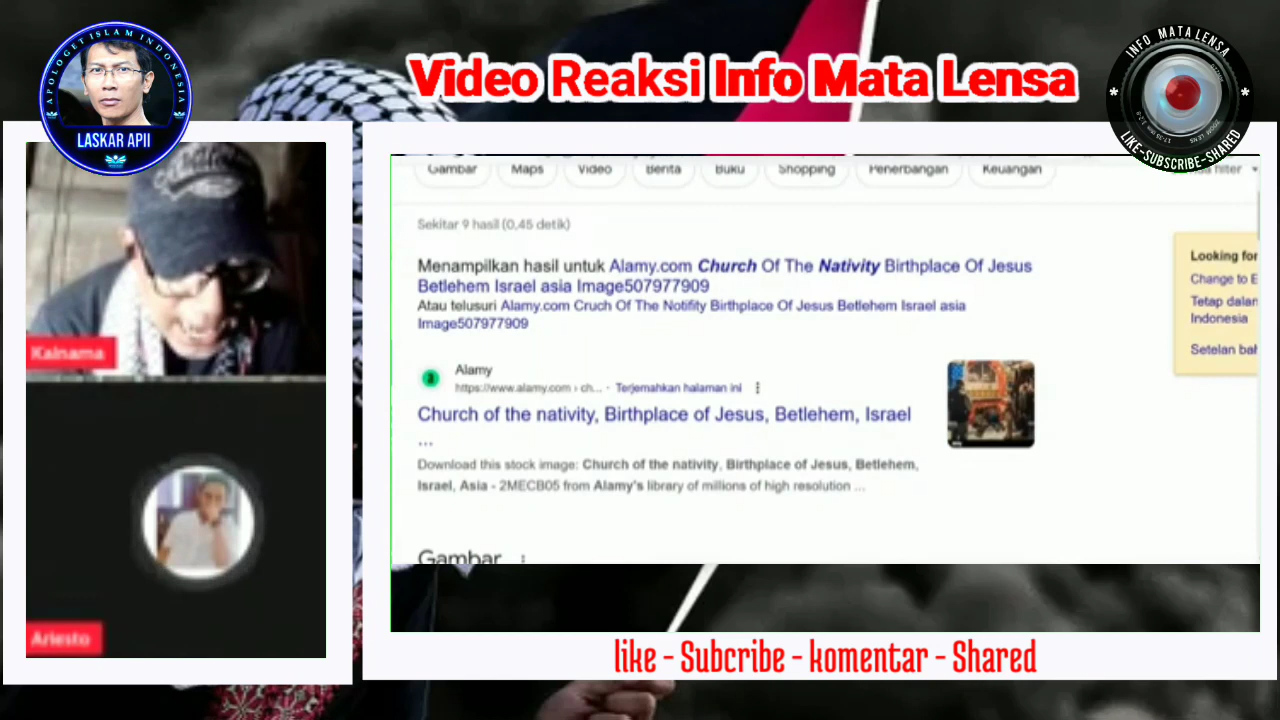 APOLOGET ISLAM INDONESIA
LASKAR APII
Video Reaksi Info Mata Lensa
INFO MATA LENSA
LIKE-SUBSCRIBE-SHARED
Kainama
Ariesto
Gambar
Maps
Video
Berita
Buku
Shopping
Penerbangan
Keuangan
filter
Sekitar 9 hasil (0,45 detik)
Menampilkan hasil untuk Alamy.com Church Of The Nativity Birthplace Of Jesus
Betlehem Israel asia Image507977909
Atau telusuri Alamy.com Cruch Of The Notifity Birthplace Of Jesus Betlehem Israel asia
Image507977909
Looking for
Change to E
Tetap dalan
Indonesia
Setelan bah
Alamy
https://www.alamy.com › ch... · Terjemahkan halaman ini
Church of the nativity, Birthplace of Jesus, Betlehem, Israel
...
Download this stock image: Church of the nativity, Birthplace of Jesus, Betlehem,
Israel, Asia - 2MECB05 from Alamy's library of millions of high resolution ...
Gambar
like - Subcribe - komentar - Shared